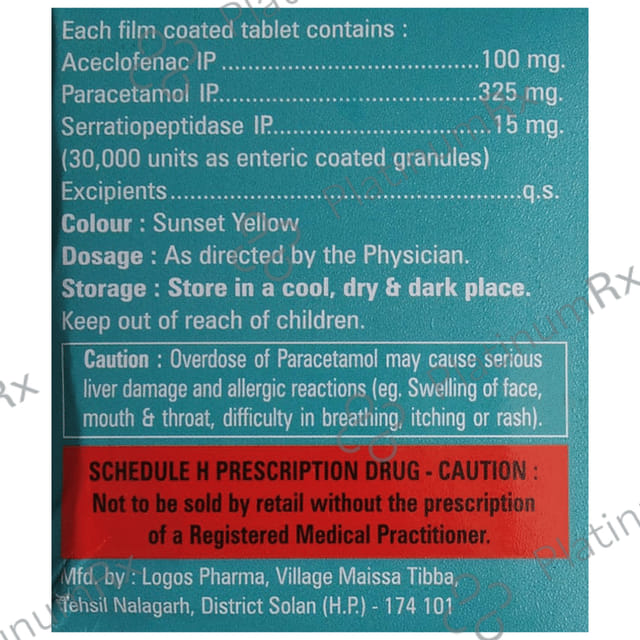 Each film coated tablet contains :
Aceclofenac IP ....................................100 mg.
Paracetamol IP.....................................325 mg.
Serratiopeptidase IP...............................15 mg.
(30,000 units as enteric coated granules)
Excipients.................................................q.s.
Colour : Sunset Yellow
Dosage : As directed by the Physician.
Storage : Store in a cool, dry & dark place.
Keep out of reach of children.
Caution : Overdose of Paracetamol may cause serious
liver damage and allergic reactions (eg. Swelling of face,
mouth & throat, difficulty in breathing, itching or rash).
SCHEDULE H PRESCRIPTION DRUG - CAUTION :
Not to be sold by retail without the prescription
of a Registered Medical Practitioner.
Mfd. by : Logos Pharma, Village Maissa Tibba,
Tehsil Nalagarh, District Solan (H.P.) - 174 101
PlatinumRx
PlatinumRx
PlatinumRx
PlatinumRx
Rx